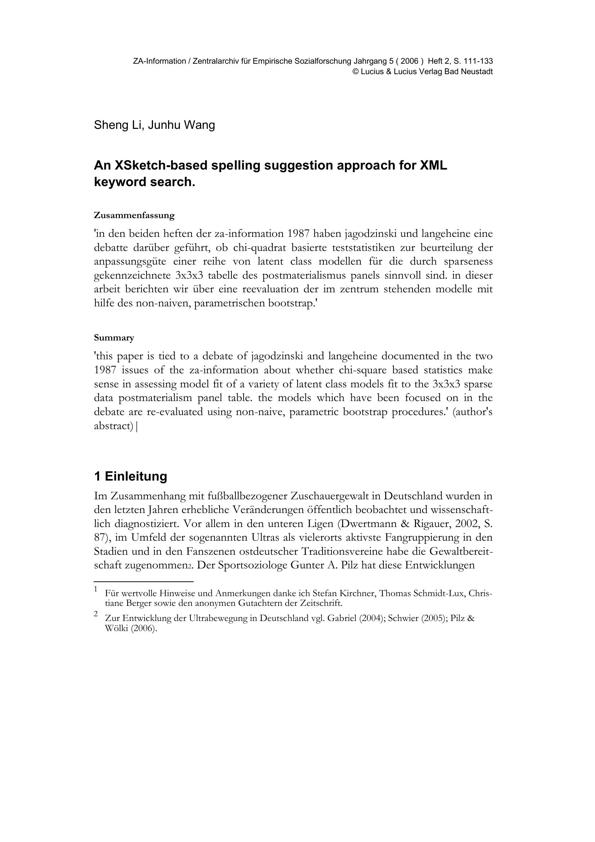 ZA-Information / Zentralarchiv für Empirische Sozialforschung Jahrgang 5 ( 2006 )  Heft 2, S. 111-133
© Lucius & Lucius Verlag Bad Neustadt
Sheng Li, Junhu Wang
An XSketch-based spelling suggestion approach for XML
keyword search.
Zusammenfassung
'in den beiden heften der za-information 1987 haben jagodzinski und langeheine eine
debatte darüber geführt, ob chi-quadrat basierte teststatistiken zur beurteilung der
anpassungsgüte einer reihe von latent class modellen für die durch sparseness
gekennzeichnete 3x3x3 tabelle des postmaterialismus panels sinnvoll sind. in dieser
arbeit berichten wir über eine reevaluation der im zentrum stehenden modelle mit
hilfe des non-naiven, parametrischen bootstrap.'
Summary
'this paper is tied to a debate of jagodzinski and langeheine documented in the two
1987 issues of the za-information about whether chi-square based statistics make
sense in assessing model fit of a variety of latent class models fit to the 3x3x3 sparse
data postmaterialism panel table. the models which have been focused on in the
debate are re-evaluated using non-naive, parametric bootstrap procedures.' (author's
abstract)|
1 Einleitung
Im Zusammenhang mit fußballbezogener Zuschauergewalt in Deutschland wurden in
den letzten Jahren erhebliche Veränderungen öffentlich beobachtet und wissenschaft-
lich diagnostiziert. Vor allem in den unteren Ligen (Dwertmann & Rigauer, 2002, S.
87), im Umfeld der sogenannten Ultras als vielerorts aktivste Fangruppierung in den
Stadien und in den Fanszenen ostdeutscher Traditionsvereine habe die Gewaltbereit-
schaft zugenommen2. Der Sportsoziologe Gunter A. Pilz hat diese Entwicklungen
1 Für wertvolle Hinweise und Anmerkungen danke ich Stefan Kirchner, Thomas Schmidt-Lux, Chris-
tiane Berger sowie den anonymen Gutachtern der Zeitschrift.
2 Zur Entwicklung der Ultrabewegung in Deutschland vgl. Gabriel (2004); Schwier (2005); Pilz &
Wölki (2006).